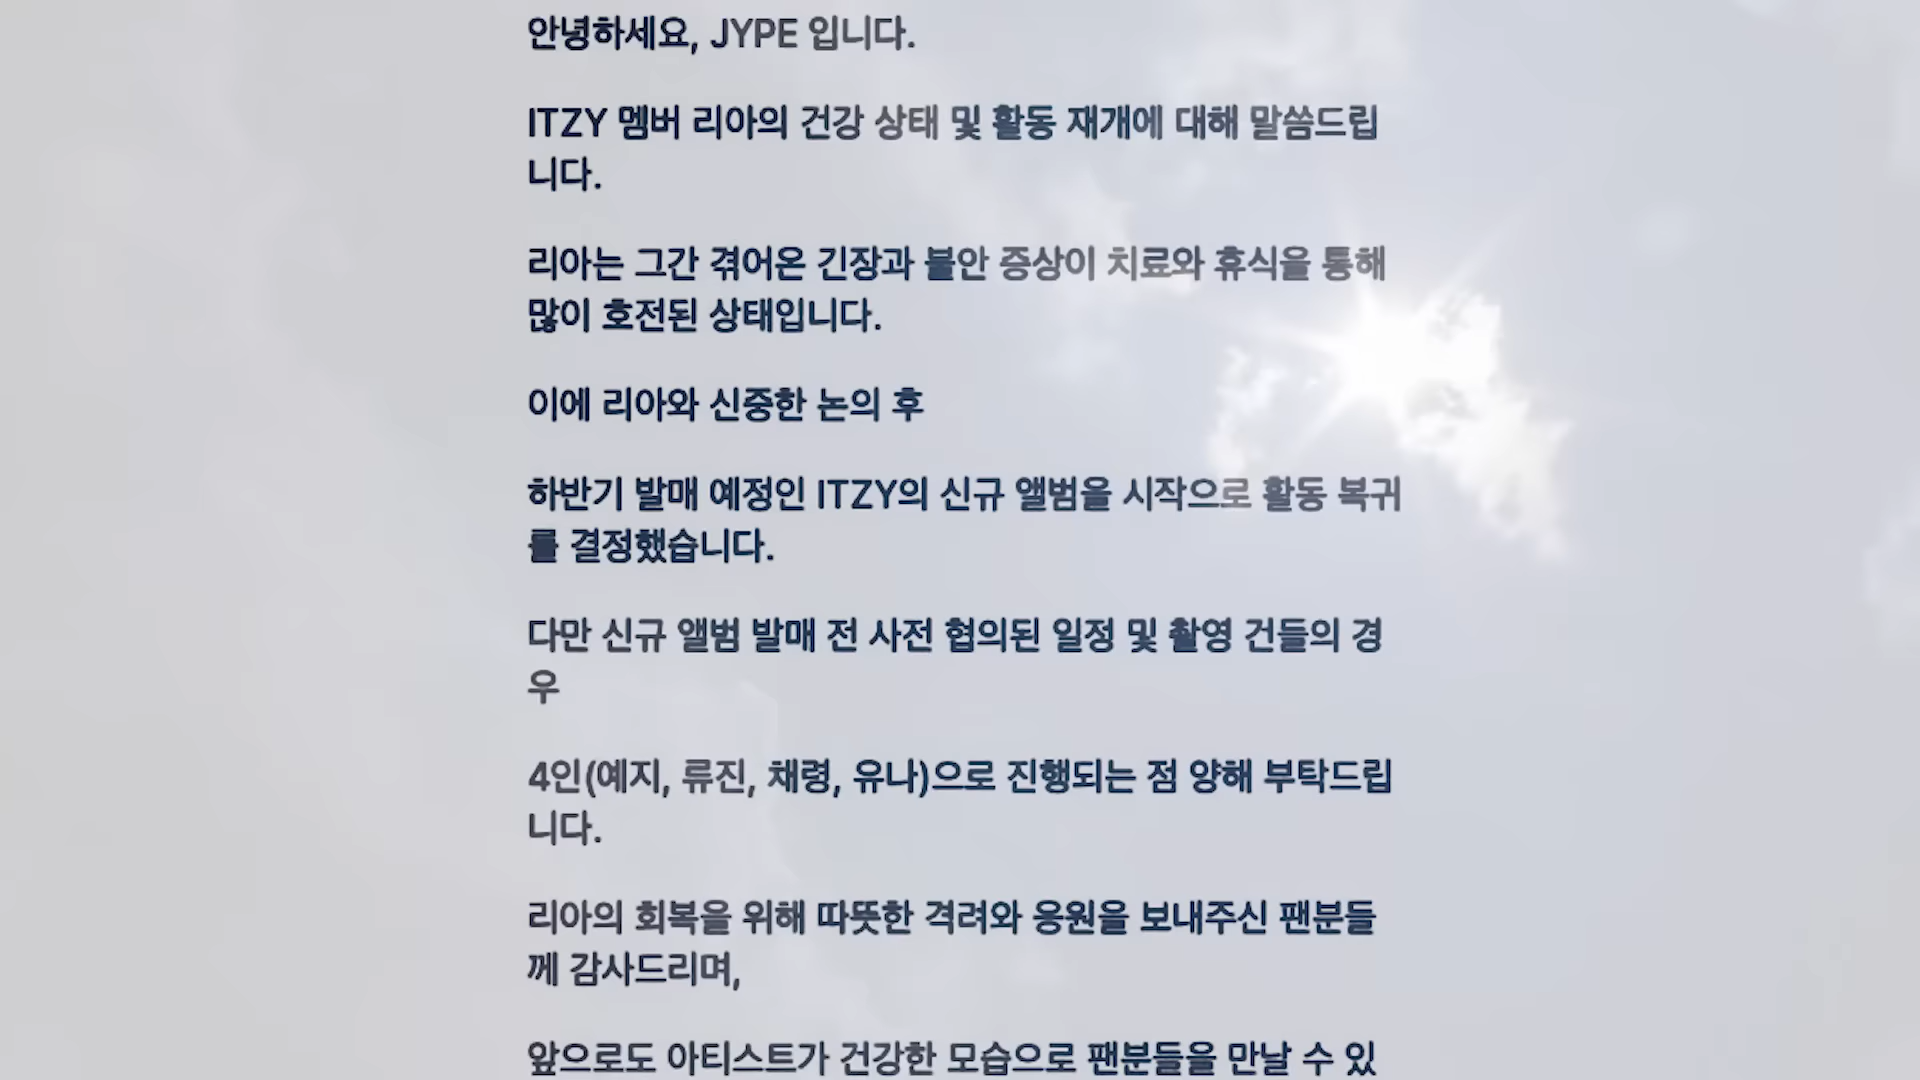 안녕하세요, JYPE 입니다.
ITZY 멤버 리아의 건강 상태 및 활동 재개에 대해 말씀드립
니다.
리아는 그간 겪어온 긴장과 불안 증상이 치료와 휴식을 통해
많이 호전된 상태입니다.
이에 리아와 신중한 논의 후
하반기 발매 예정인 ITZY의 신규 앨범을 시작으로 활동 복귀
를 결정했습니다.
다만 신규 앨범 발매 전 사전 협의된 일정 및 촬영 건들의 경
우
4인(예지, 류진, 채령, 유나)으로 진행되는 점 양해 부탁드립
니다.
리아의 회복을 위해 따뜻한 격려와 응원을 보내주신 팬분들
께 감사드리며,
앞으로도 아티스트가 건강한 모습으로 팬분들을 만날 수 있